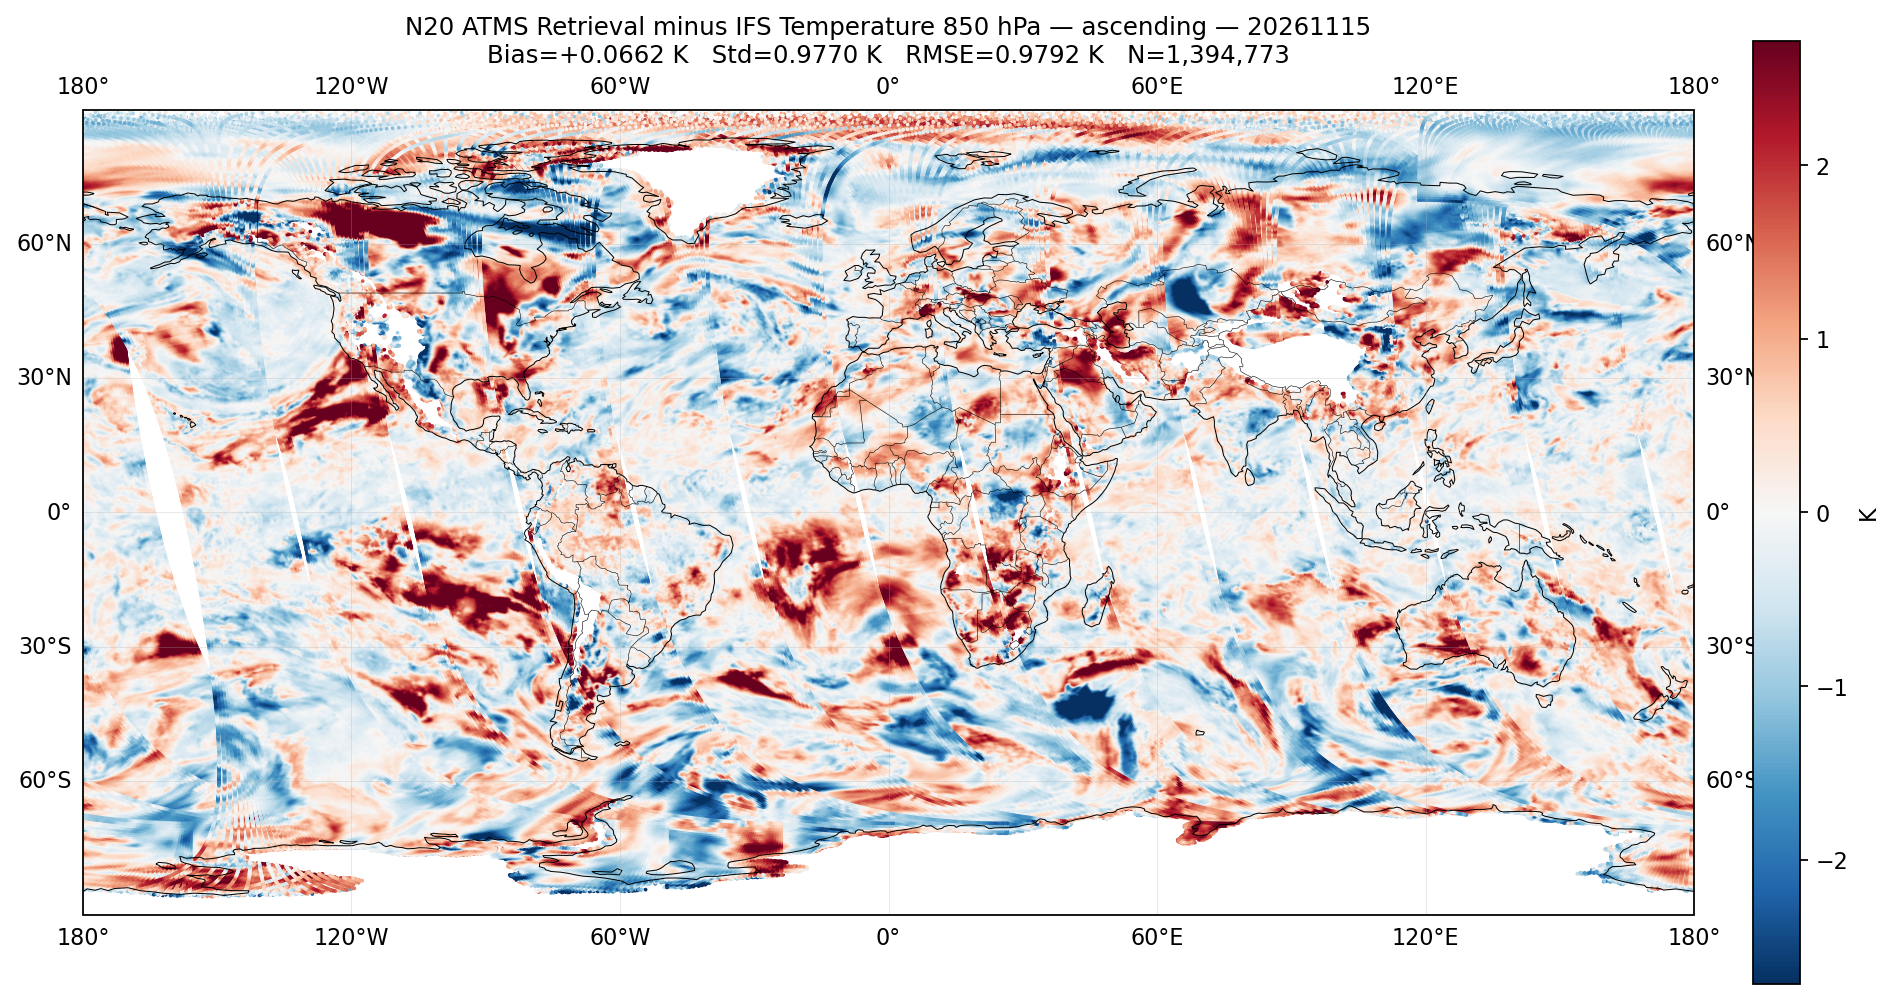 N20 ATMS Retrieval minus IFS Temperature 850 hPa — ascending — 20261115
Bias=+0.0662 K   Std=0.9770 K   RMSE=0.9792 K   N=1,394,773
180° 120°W 60°W 0° 60°E 120°E 180°
60°N 60°N
30°N 30°N
0° 0°
30°S 30°S
60°S 60°S
180° 120°W 60°W 0° 60°E 120°E 180°
2
1
0
−1
−2
K